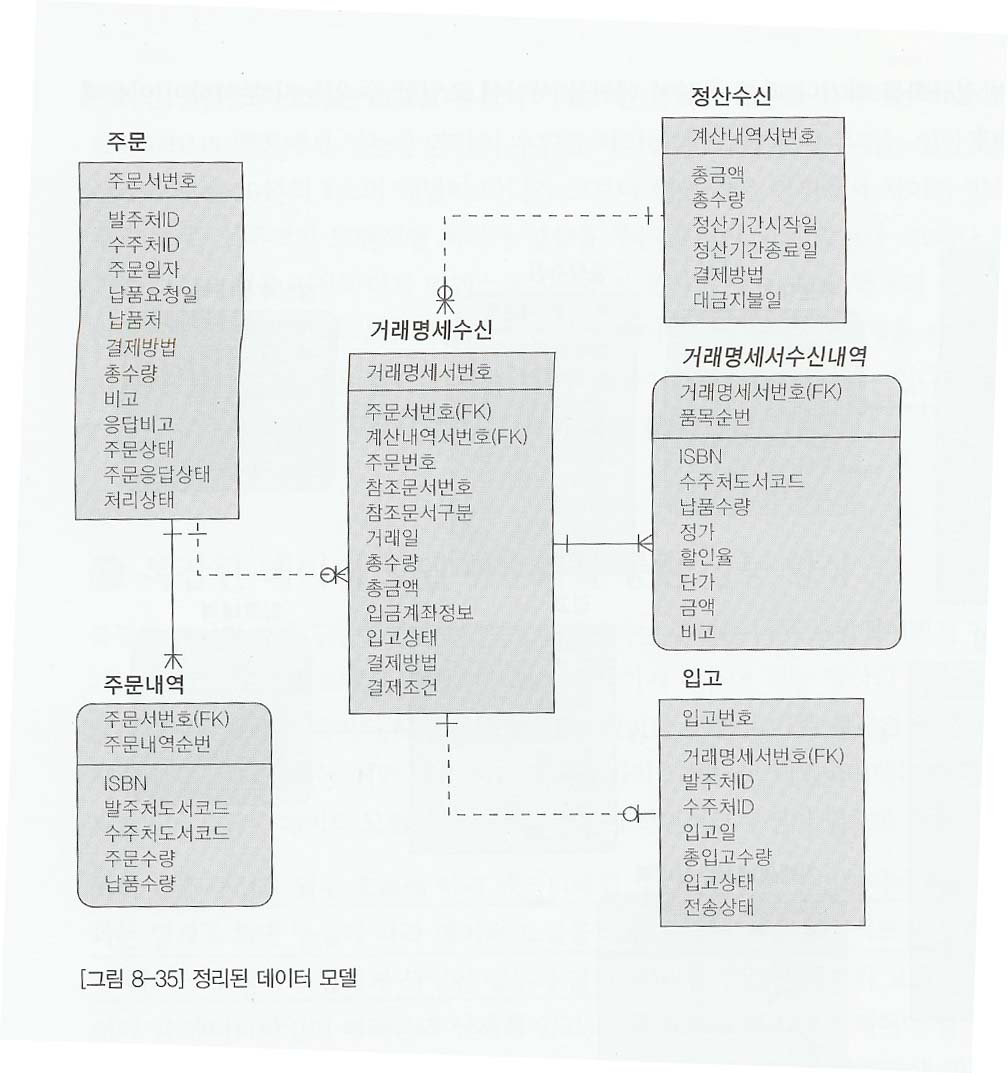 주문
주문서번호
발주처ID
수주처ID
주문일자
납품요청일
납품처
결제방법
총수량
비고
응답비고
주문상태
주문응답상태
처리상태
주문내역
주문서번호(FK)
주문내역순번
ISBN
발주처도서코드
수주처도서코드
주문수량
납품수량
거래명세수신
거래명세서번호
주문서번호(FK)
계산내역서번호(FK)
주문번호
참조문서번호
참조문서구분
거래일
총수량
총금액
입금계좌정보
입고상태
결제방법
결제조건
정산수신
계산내역서번호
총금액
총수량
정산기간시작일
정산기간종료일
결제방법
대금지불일
거래명세서수신내역
거래명세서번호(FK)
품목순번
ISBN
수주처도서코드
납품수량
정가
할인율
단가
금액
비고
입고
입고번호
거래명세서번호(FK)
발주처ID
수주처ID
입고일
총입고수량
입고상태
전송상태
[그림 8-35] 정리된 데이터 모델